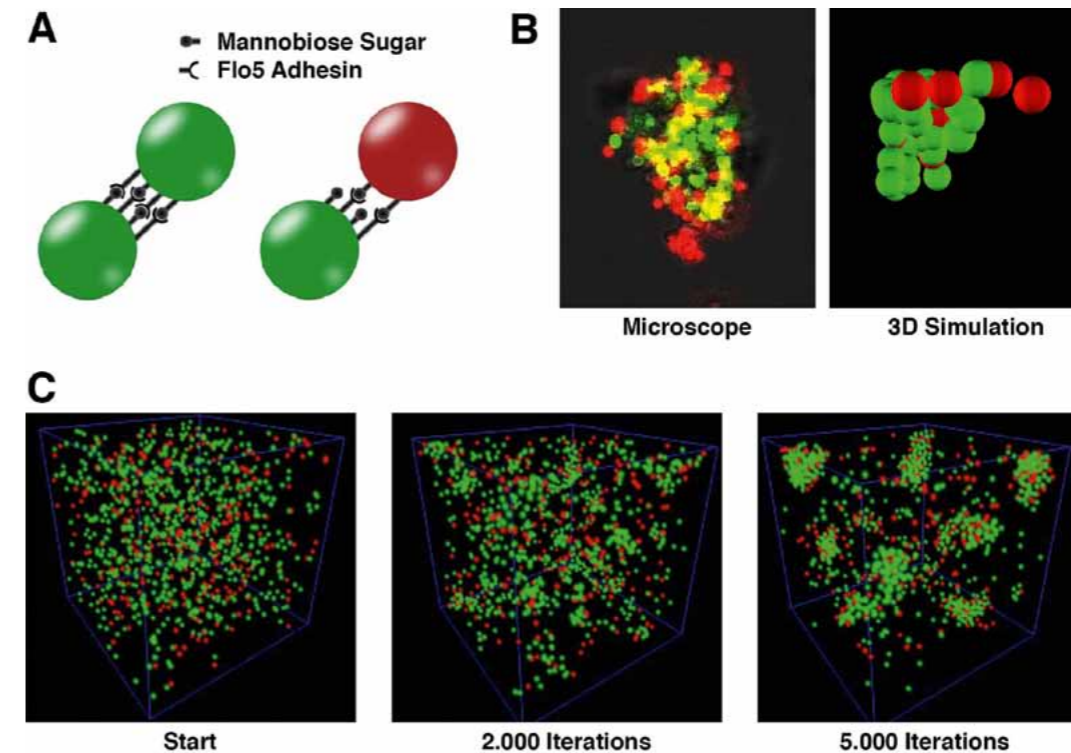 A
Mannobiose Sugar
Flo5 Adhesin
B
Microscope
3D Simulation
C
Start
2.000 Iterations
5.000 Iterations